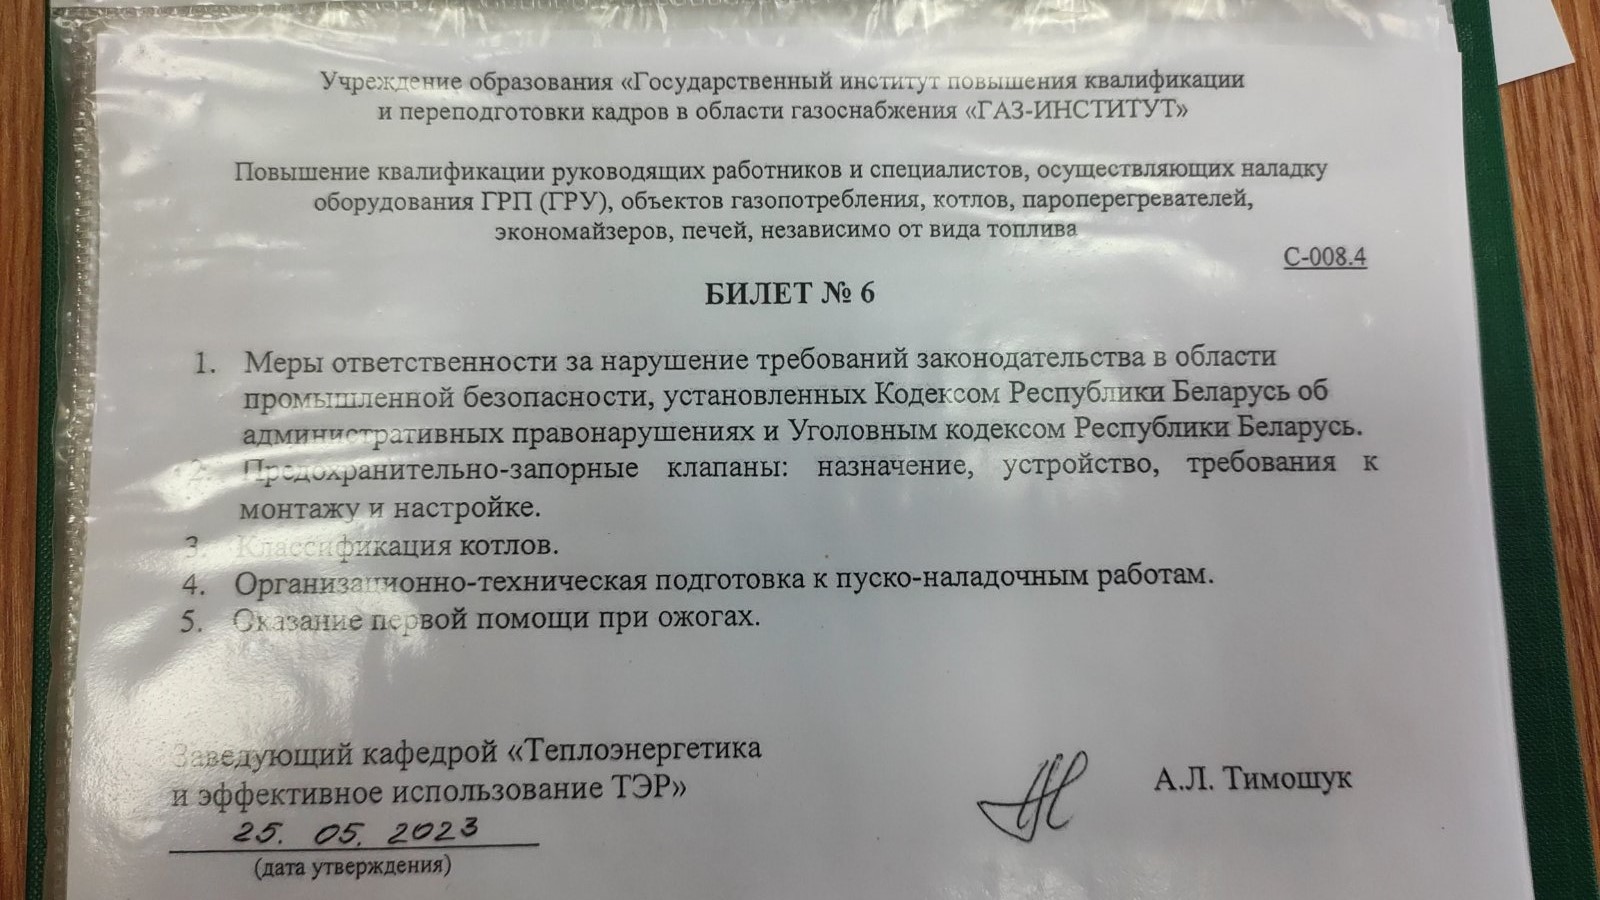 Учреждение образования «Государственный институт повышения квалификации
и переподготовки кадров в области газоснабжения «ГАЗ-ИНСТИТУТ»
Повышение квалификации руководящих работников и специалистов, осуществляющих наладку
оборудования ГРП (ГРУ), объектов газопотребления, котлов, пароперегревателей,
экономайзеров, печей, независимо от вида топлива
С-008.4
БИЛЕТ № 6
1. Меры ответственности за нарушение требований законодательства в области
промышленной безопасности, установленных Кодексом Республики Беларусь об
административных правонарушениях и Уголовным кодексом Республики Беларусь.
2. Предохранительно-запорные клапаны: назначение, устройство, требования к
монтажу и настройке.
3. Классификация котлов.
4. Организационно-техническая подготовка к пуско-наладочным работам.
5. Оказание первой помощи при ожогах.
Заведующий кафедрой «Теплоэнергетика
и эффективное использование ТЭР»
А.Л. Тимошук
25. 05. 2023
(дата утверждения)